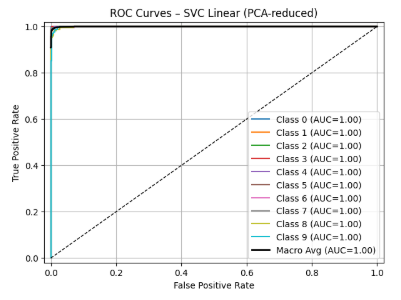 ROC Curves – SVC Linear (PCA-reduced)
1.0
0.8
0.6
0.4
0.2
0.0
True Positive Rate
Class 0 (AUC=1.00)
Class 1 (AUC=1.00)
Class 2 (AUC=1.00)
Class 3 (AUC=1.00)
Class 4 (AUC=1.00)
Class 5 (AUC=1.00)
Class 6 (AUC=1.00)
Class 7 (AUC=1.00)
Class 8 (AUC=1.00)
Class 9 (AUC=1.00)
Macro Avg (AUC=1.00)
0.0 0.2 0.4 0.6 0.8 1.0
False Positive Rate